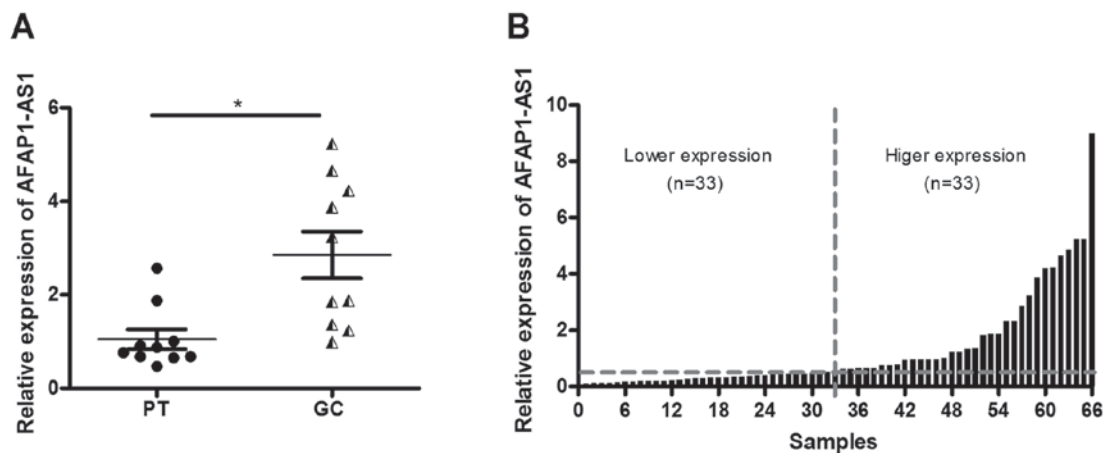 A
Relative expression of AFAP1-AS1
6
4
2
0
*
PT
GC
B
Relative expression of AFAP1-AS1
10
8
6
4
2
0
Lower expression
(n=33)
Higer expression
(n=33)
0 6 12 18 24 30 36 42 48 54 60 66
Samples